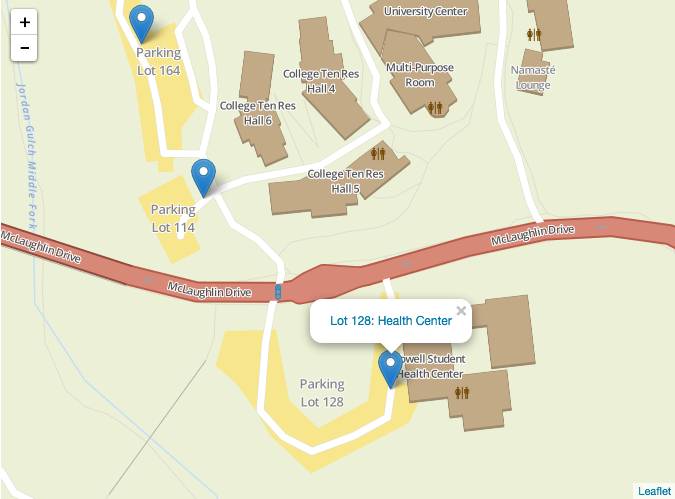 +
−
University Center
Parking
Lot 164
Multi-Purpose
Room
Namasté
Lounge
College Ten Res
Hall 4
College Ten Res
Hall 6
Jordan Gulch Middle Fork
College Ten Res
Hall 5
Parking
Lot 114
McLaughlin Drive
McLaughlin Drive
McLaughlin Drive
Lot 128: Health Center
×
owell Student
Health Center
Parking
Lot 128
Leaflet